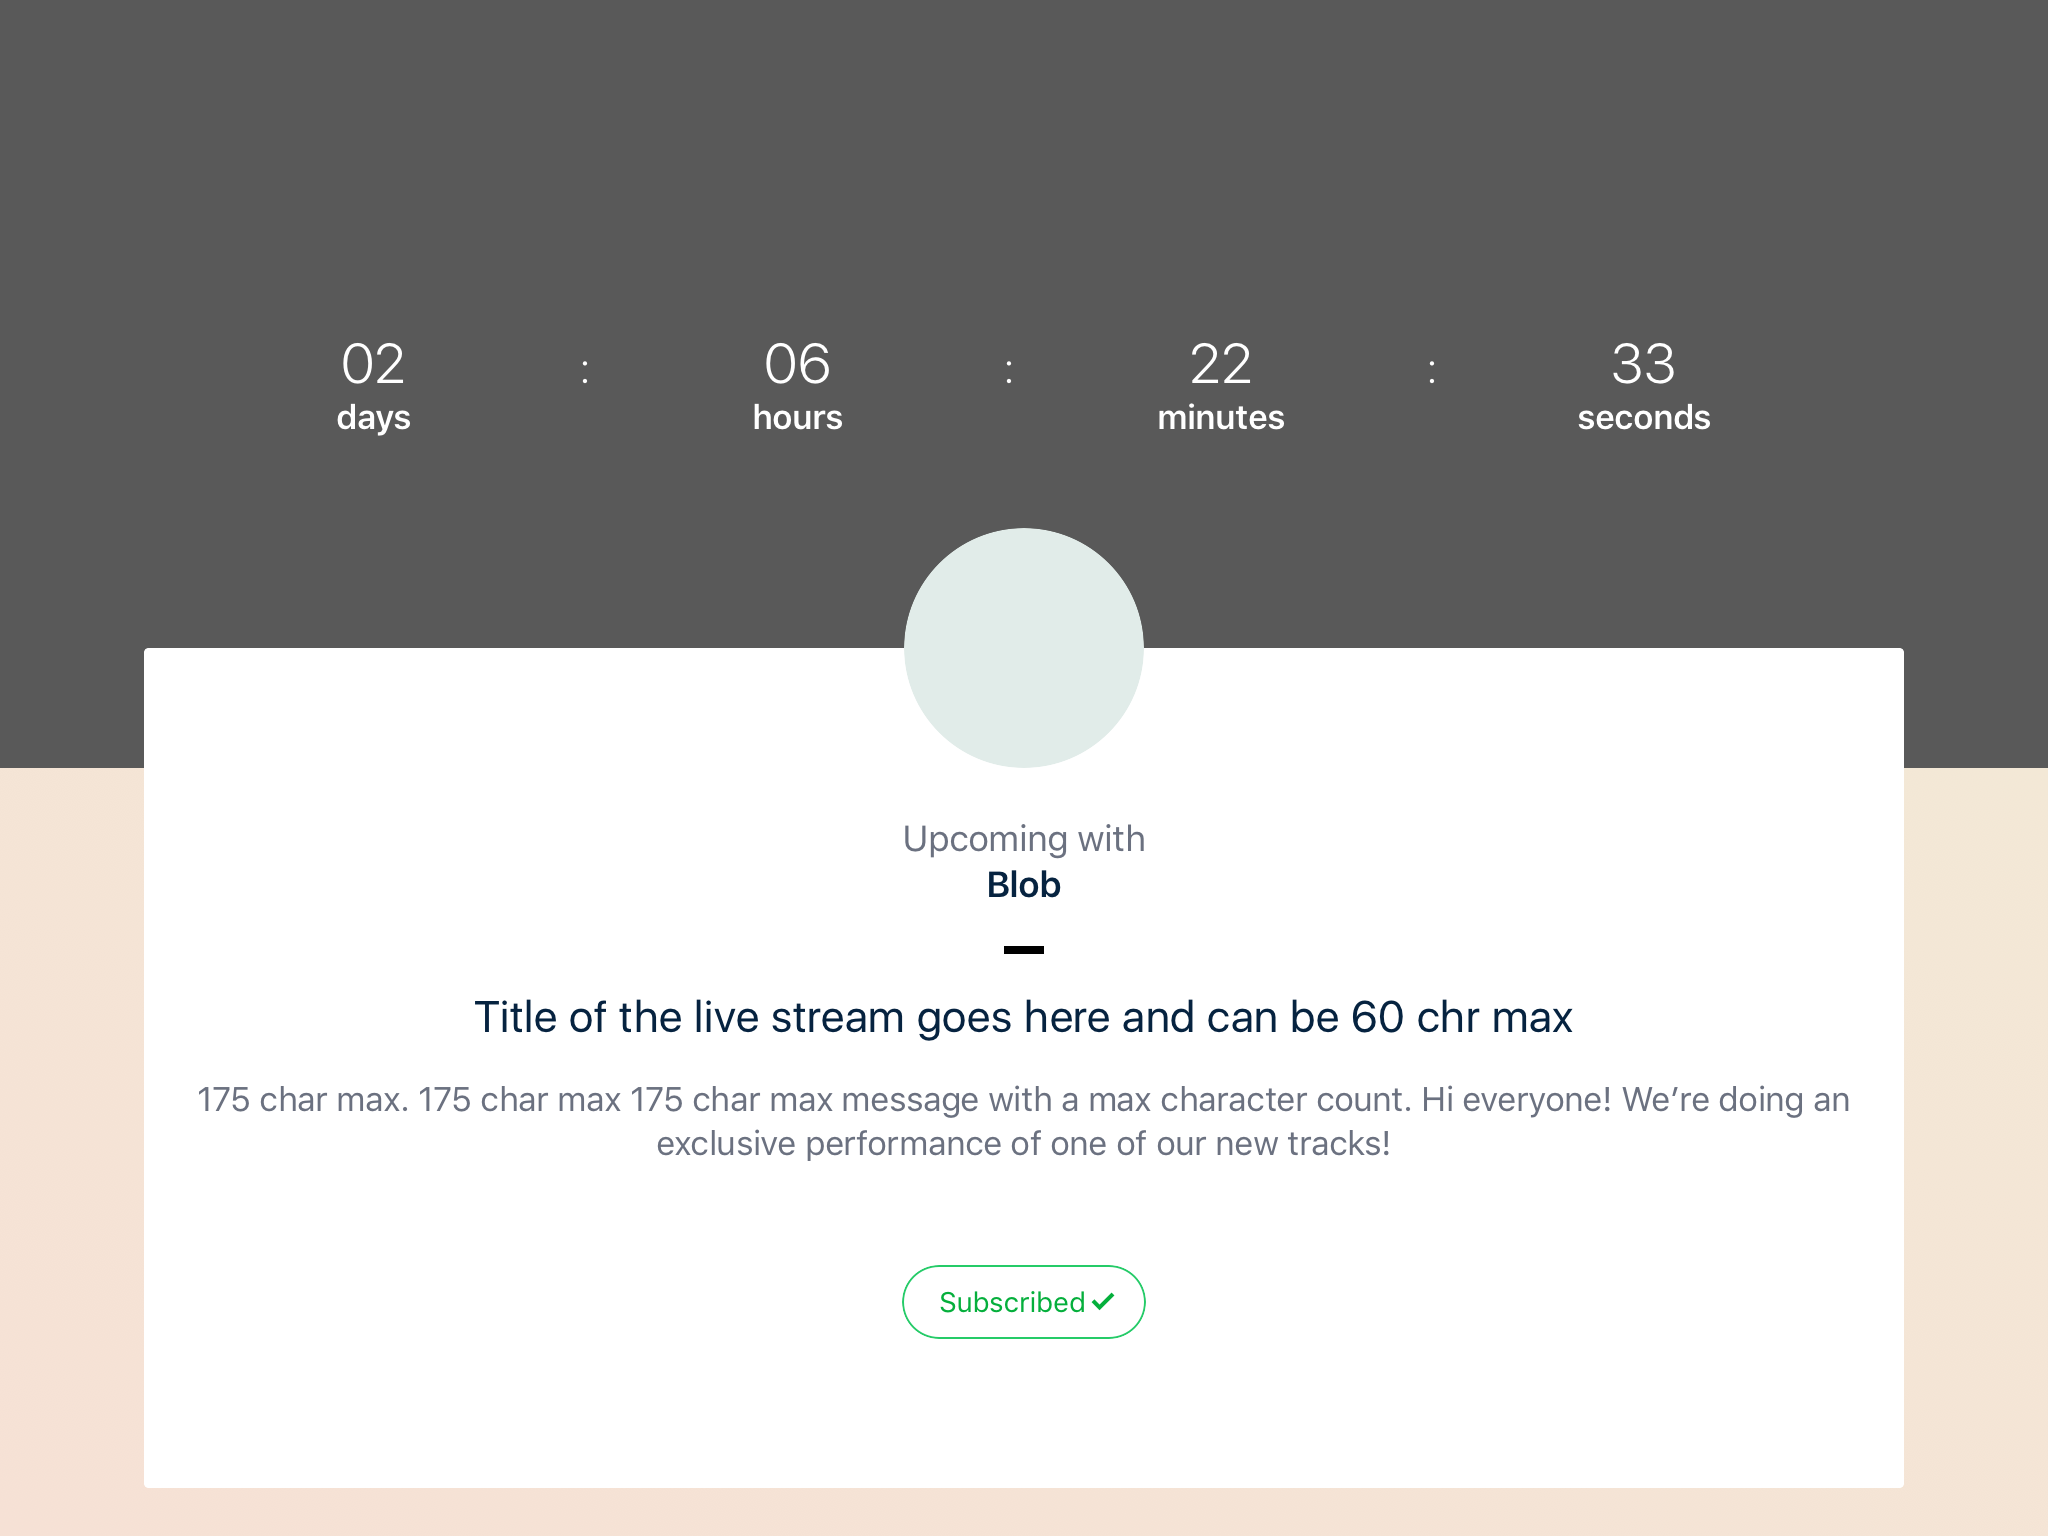 02 : 06 : 22 : 33
days hours minutes seconds
Upcoming with
Blob
Title of the live stream goes here and can be 60 chr max
175 char max. 175 char max 175 char max message with a max character count. Hi everyone! We’re doing an
exclusive performance of one of our new tracks!
Subscribed